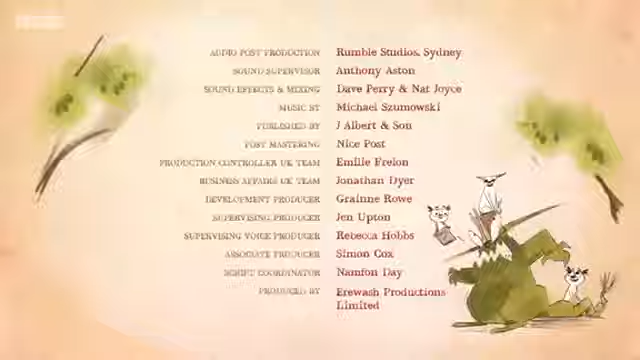 AUDIO POST PRODUCTION Rumble Studios, Sydney
SOUND SUPERVISOR Anthony Aston
SOUND EFFECTS & MIXING Dave Perry & Nat Joyce
MUSIC BY Michael Szumowski
PUBLISHED BY J Albert & Son
POST MASTERING Nice Post
PRODUCTION CONTROLLER UK TEAM Emilie Frelon
BUSINESS AFFAIRS UK TEAM Jonathan Dyer
DEVELOPMENT PRODUCER Grainne Rowe
SUPERVISING PRODUCER Jen Upton
SUPERVISING VOICE PRODUCER Rebecca Hobbs
ASSOCIATE PRODUCER Simon Cox
SCRIPT COORDINATOR Namfon Day
PRODUCED BY Erewash Productions
Limited